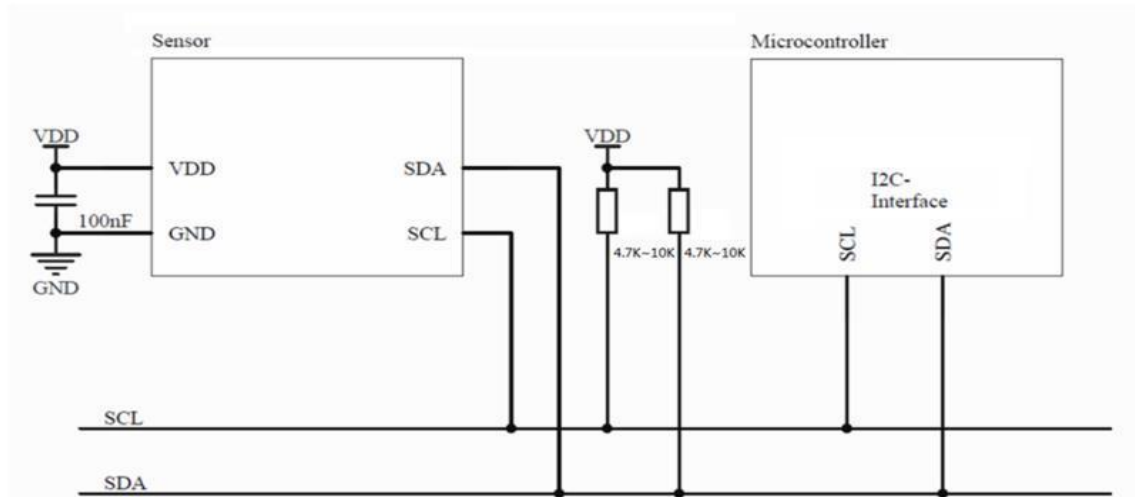 Sensor
Microcontroller
VDD
VDD
SDA
VDD
I2C-
Interface
100nF
GND
SCL
4.7K~10K
4.7K~10K
SCL
SDA
GND
SCL
SDA